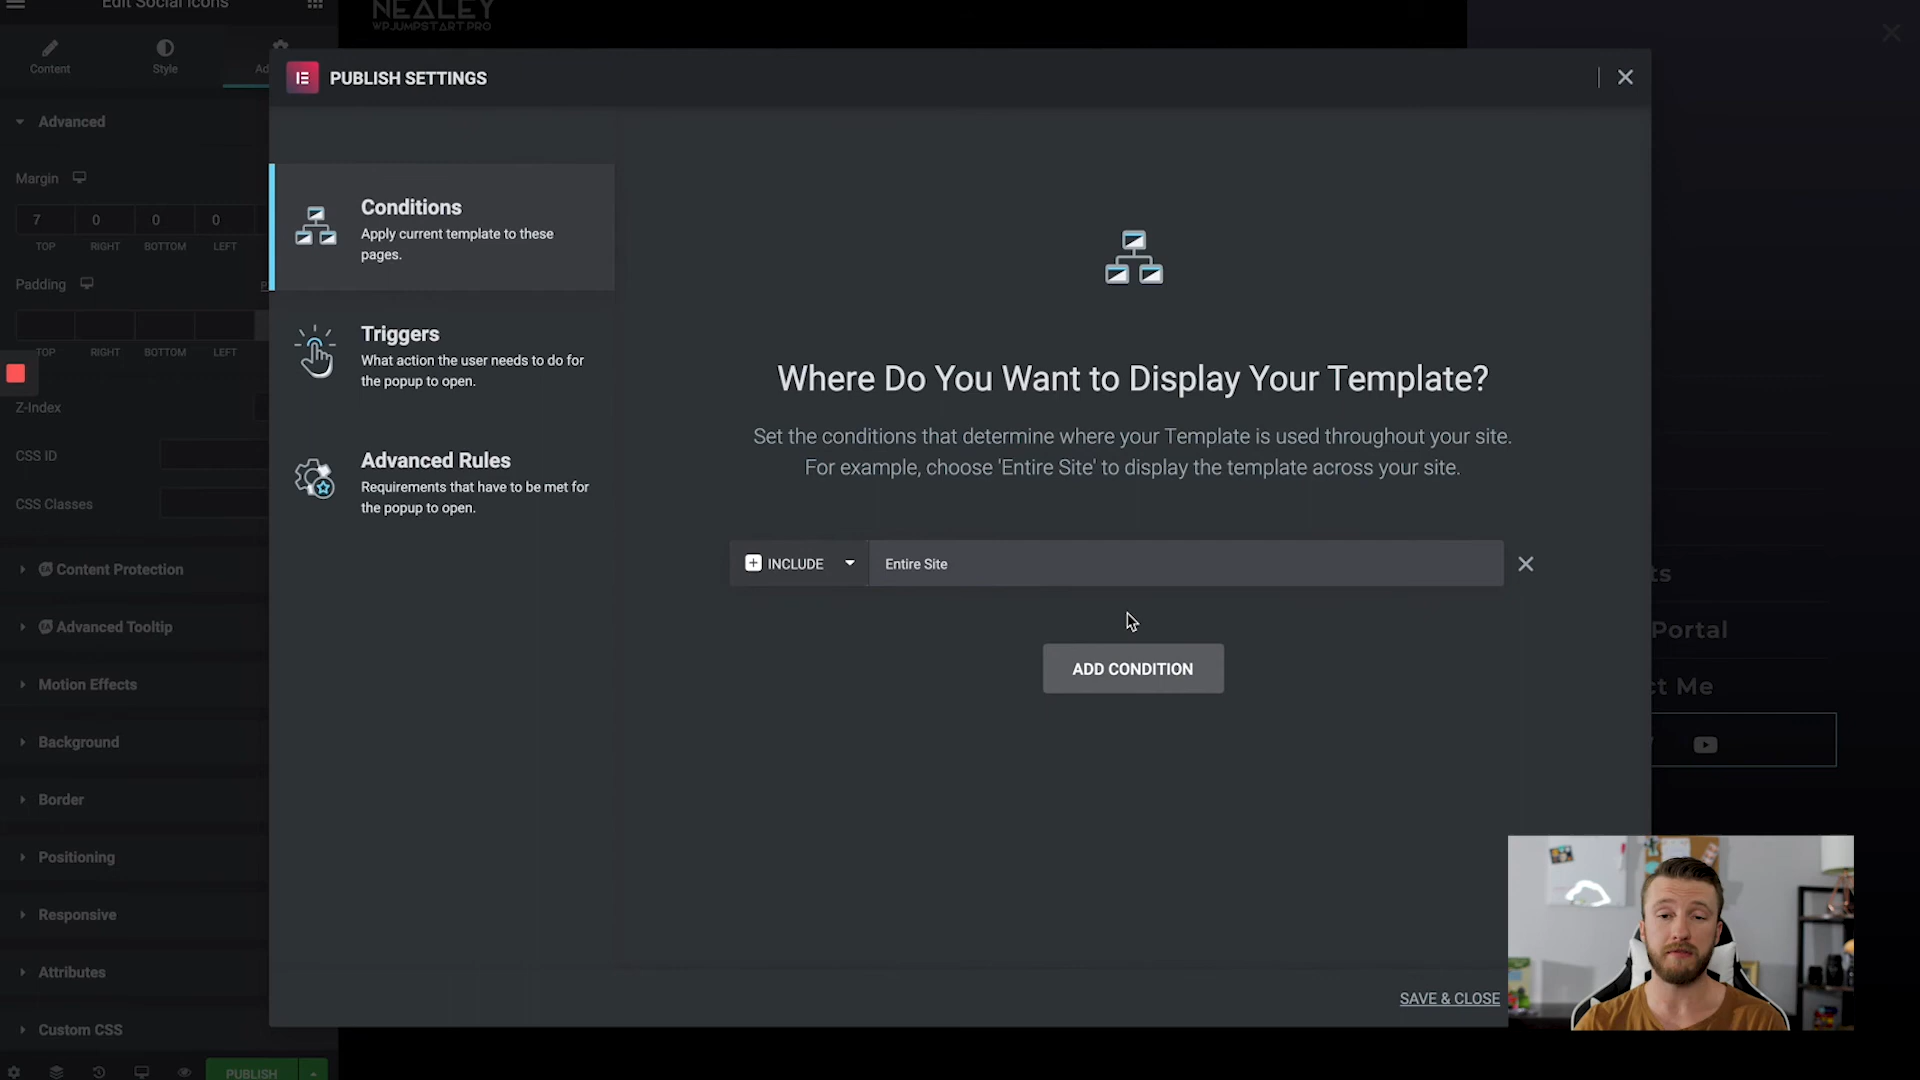 Edit Social Icons
NEALEY
WPJUMPSTART.PRO
Content
Style
PUBLISH SETTINGS
Advanced
Margin
7
0
0
0
TOP
RIGHT
BOTTOM
LEFT
Padding
TOP
RIGHT
BOTTOM
LEFT
Z-Index
CSS ID
CSS Classes
Content Protection
Advanced Tooltip
Motion Effects
Background
Border
Positioning
Responsive
Attributes
Custom CSS
PUBLISH
Conditions
Apply current template to these
pages.
Triggers
What action the user needs to do for
the popup to open.
Advanced Rules
Requirements that have to be met for
the popup to open.
Where Do You Want to Display Your Template?
Set the conditions that determine where your Template is used throughout your site.
For example, choose 'Entire Site' to display the template across your site.
INCLUDE
Entire Site
ADD CONDITION
SAVE & CLOSE
Portal
Me